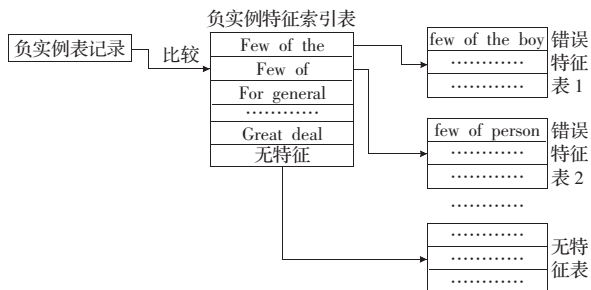 负实例表记录
比较
负实例特征索引表
Few of the
Few of
For general
…………
Great deal
无特征
few of the boy
…………
…………
错误
特征
表 1
few of person
…………
…………
错误
特征
表 2
…………
…………
…………
…………
无特
征表